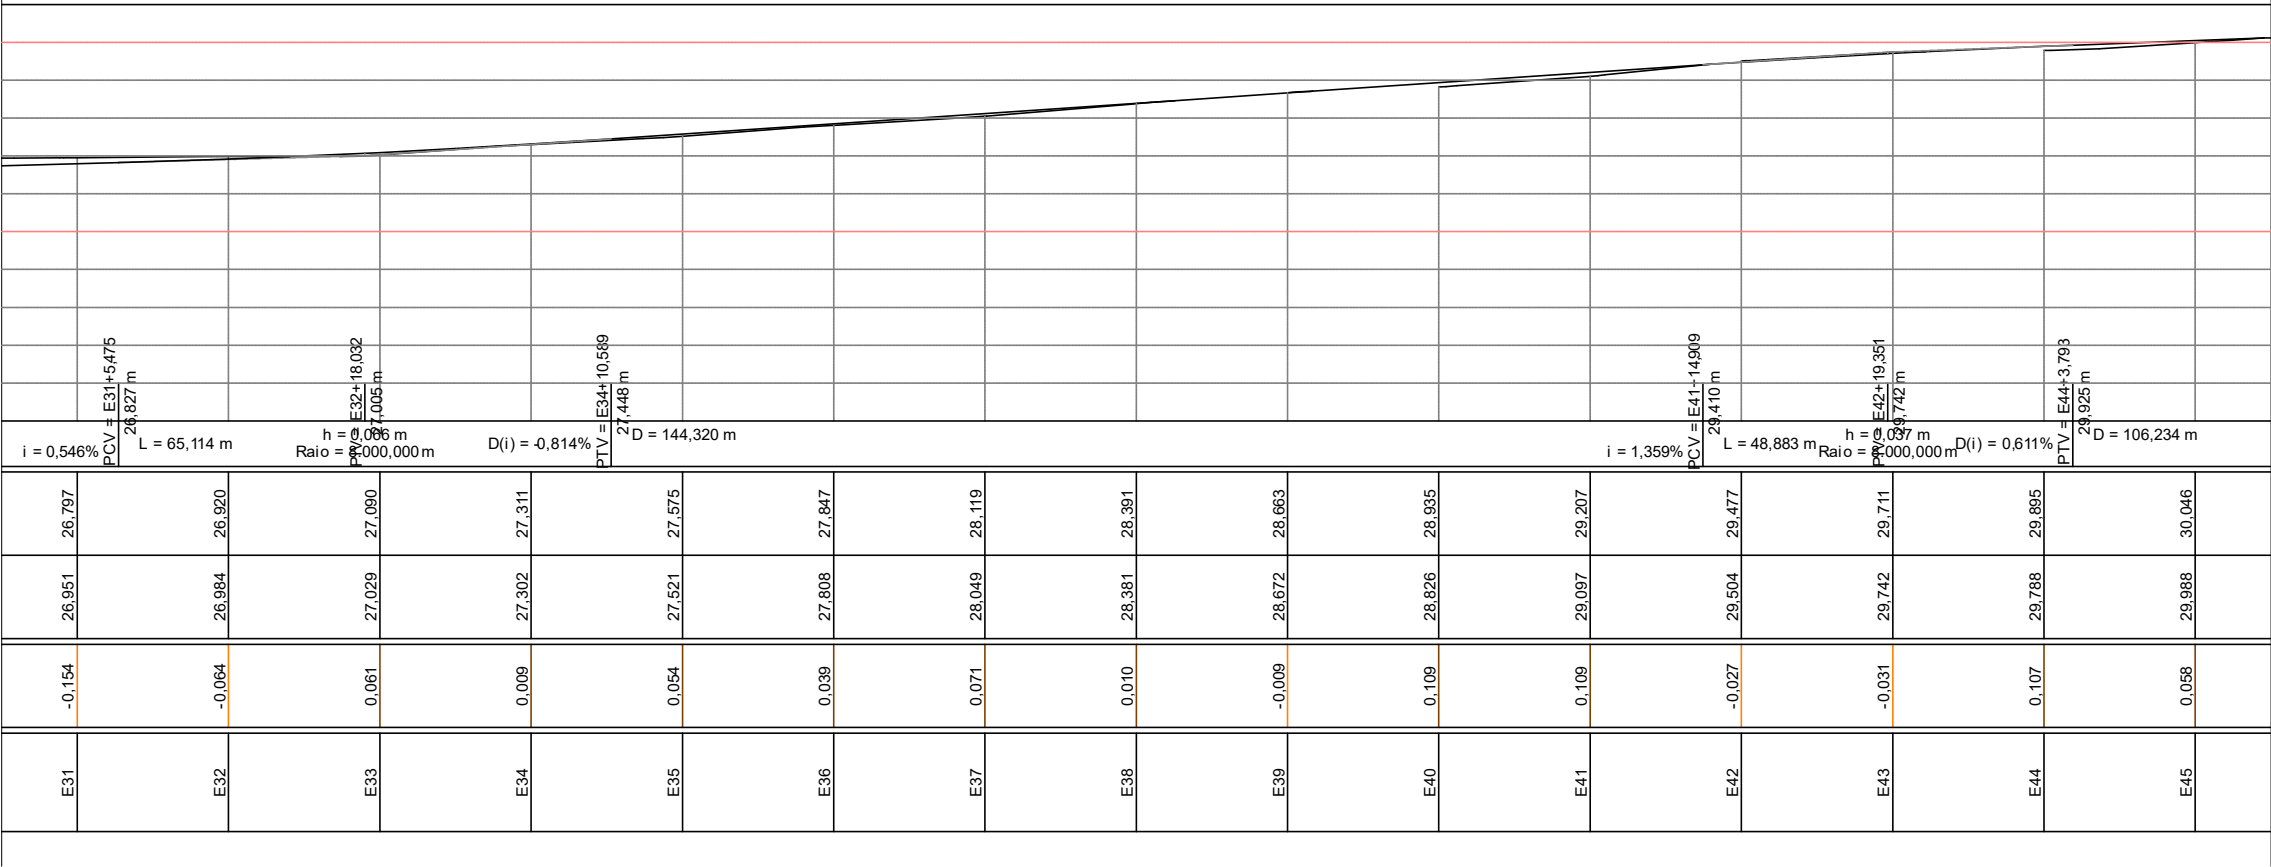 PCV = E31+5,475
26,827 m
PIV = E32+18,032
27,005 m
PTV = E34+10,589
27,448 m
PCV = E41+14,909
29,410 m
PIV = E42+19,351
29,742 m
PTV = E44+3,793
29,925 m
i = 0,546%
L = 65,114 m
h = 0,066 m
Raio = 8.000,000 m
D(i) = -0,814%
D = 144,320 m
i = 1,359%
L = 48,883 m
h = 0,037 m
Raio = 8.000,000 m
D(i) = 0,611%
D = 106,234 m
26,797 26,920 27,090 27,311 27,575 27,847 28,119 28,391 28,663 28,935 29,207 29,477 29,711 29,895 30,046
26,951 26,984 27,029 27,302 27,521 27,808 28,049 28,381 28,672 28,826 29,097 29,504 29,742 29,788 29,988
-0,154 -0,064 0,061 0,009 0,054 0,039 0,071 0,010 -0,009 0,109 0,109 -0,027 -0,031 0,107 0,058
E31 E32 E33 E34 E35 E36 E37 E38 E39 E40 E41 E42 E43 E44 E45